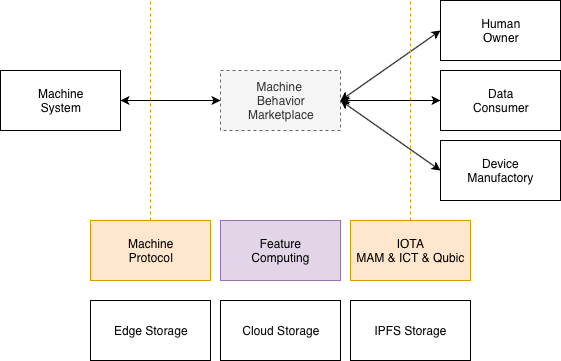 Human
Owner
Machine
System
Machine
Behavior
Marketplace
Data
Consumer
Device
Manufactory
Machine
Protocol
Feature
Computing
IOTA
MAM & ICT & Qubic
Edge Storage
Cloud Storage
IPFS Storage